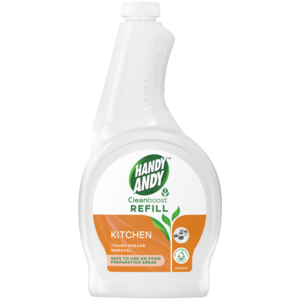 HANDY
ANDY
Cleanboost
REFILL
KITCHEN
TOUGH GREASE
REMOVAL
SAFE TO USE ON FOOD
PREPARATION AREAS